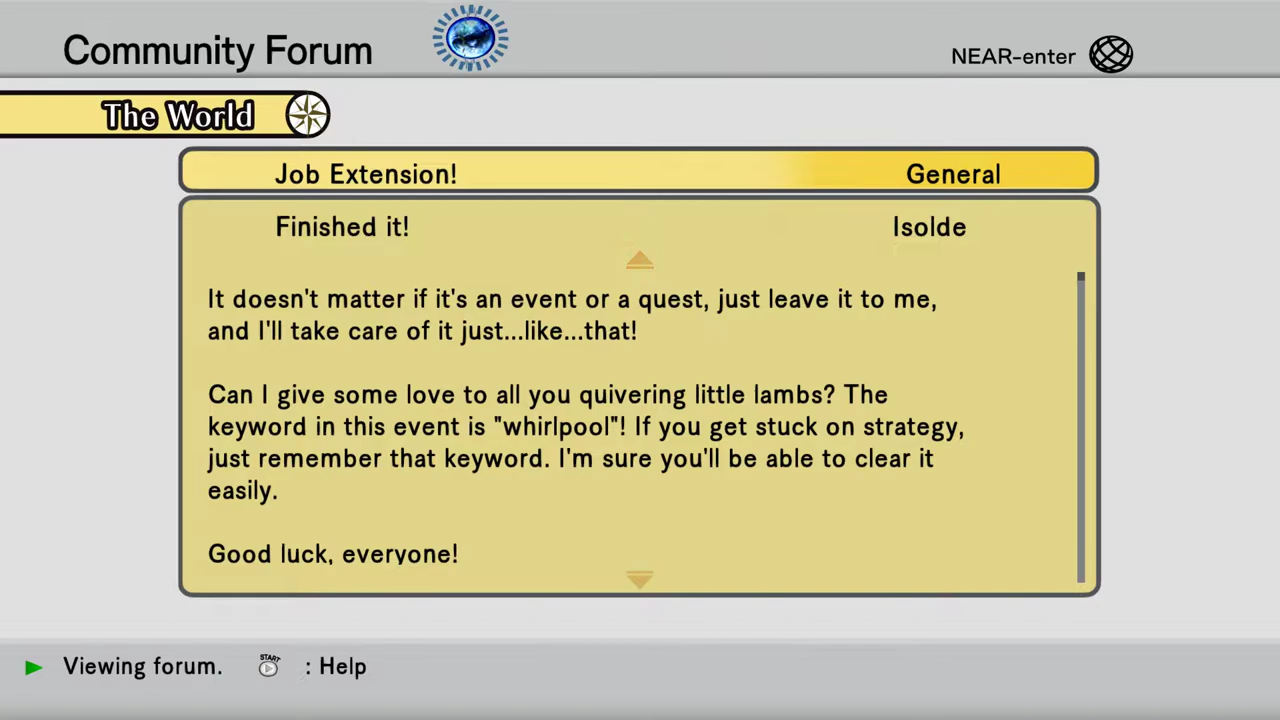 Community Forum
NEAR-enter
The World
Job Extension! General
Finished it! Isolde
It doesn't matter if it's an event or a quest, just leave it to me,
and I'll take care of it just...like...that!
Can I give some love to all you quivering little lambs? The
keyword in this event is "whirlpool"! If you get stuck on strategy,
just remember that keyword. I'm sure you'll be able to clear it
easily.
Good luck, everyone!
Viewing forum. START : Help